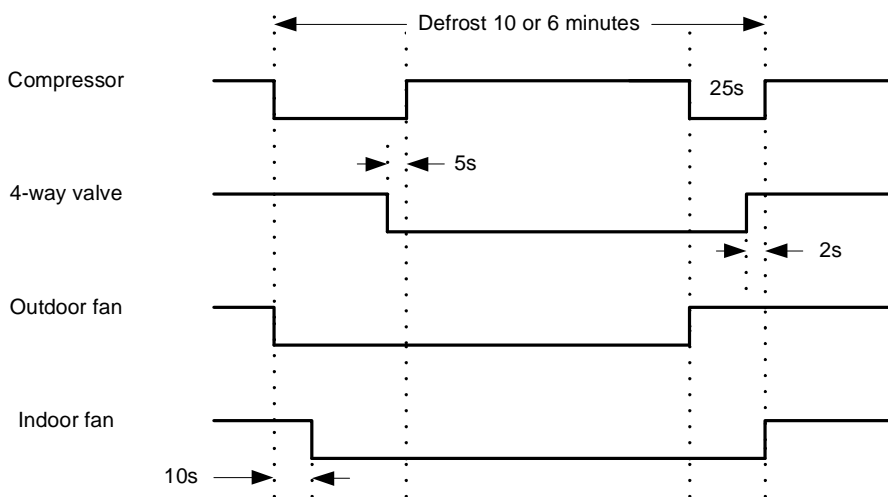 Defrost 10 or 6 minutes
Compressor
25s
5s
4-way valve
2s
Outdoor fan
Indoor fan
10s